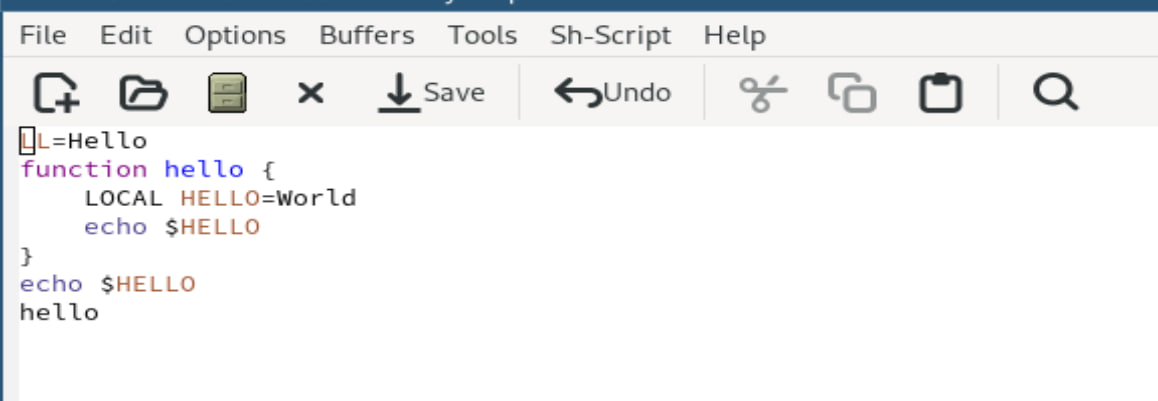 File Edit Options Buffers Tools Sh-Script Help
Save Undo
LL=Hello
function hello {
    LOCAL HELLO=World
    echo $HELLO
}
echo $HELLO
hello